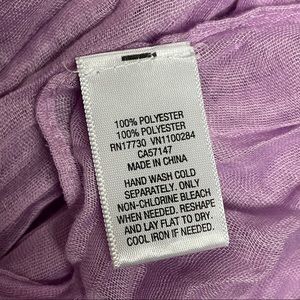 100% POLYESTER
100% POLYESTER
RN17730 VN1100284
CA57147
MADE IN CHINA
HAND WASH COLD
SEPARATELY. ONLY
NON-CHLORINE BLEACH
WHEN NEEDED. RESHAPE
AND LAY FLAT TO DRY.
COOL IRON IF NEEDED.